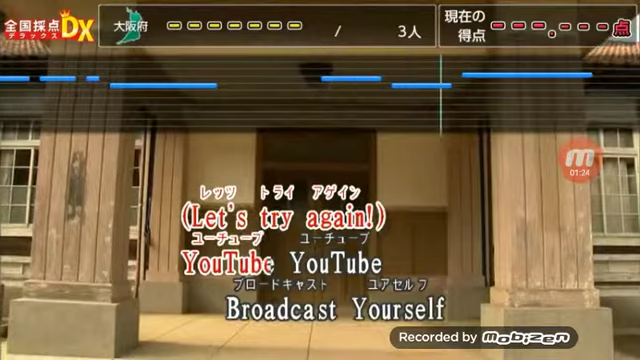 全国採点
デラックス DX
大阪府 ------- / 3人
現在の
得点 ---.---点
01:24
レッツ トライ アゲイン
(Let's try again!)
ユーチューブ ユーチューブ
YouTube YouTube
ブロードキャスト ユアセルフ
Broadcast Yourself
Recorded by Mobizen